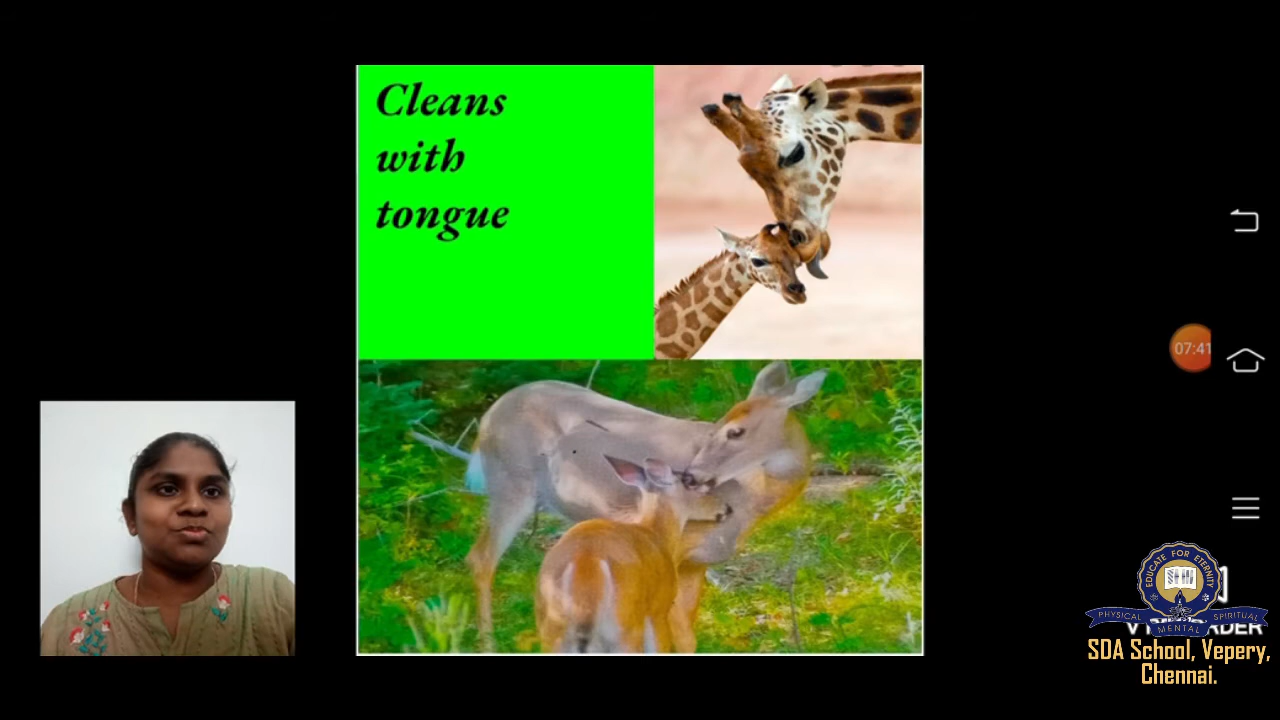 Cleans
with
tongue
07:41
EDUCATE FOR ETERNITY
PHYSICAL
MENTAL
SPIRITUAL
SDA School, Vepery,
Chennai.